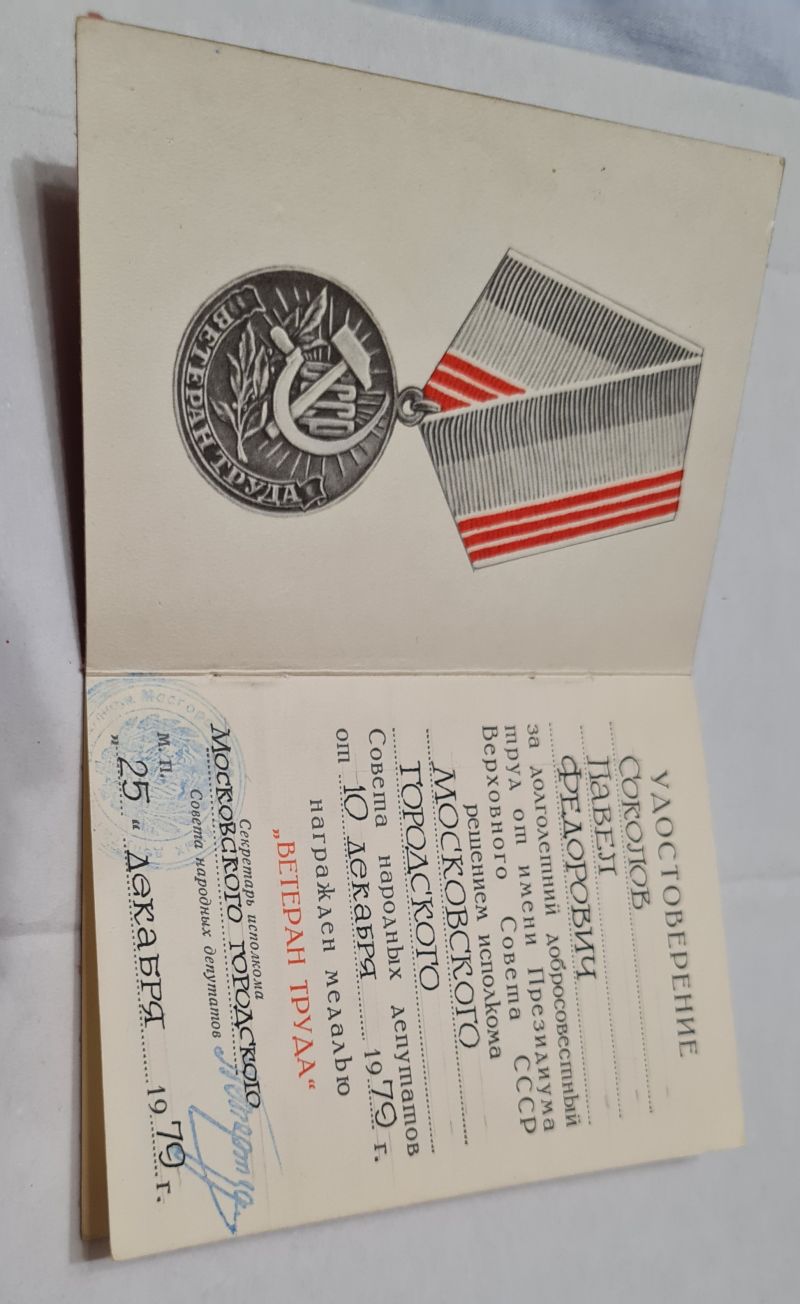 СССР
ВЕТЕРАН ТРУДА
УДОСТОВЕРЕНИЕ
СОКОЛОВ
ПАВЕЛ
ФЕДОРОВИЧ
за долголетний добросовестный
труд от имени Президиума
Верховного Совета СССР
решением исполкома
МОСКОВСКОГО
ГОРОДСКОГО
Совета народных депутатов
от 10 ДЕКАБРЯ 1979 г.
награжден медалью
„ВЕТЕРАН ТРУДА“
Секретарь исполкома
МОСКОВСКОГО ГОРОДСКОГО
Совета народных депутатов
М. П.
„25“ ДЕКАБРЯ 1979 г.